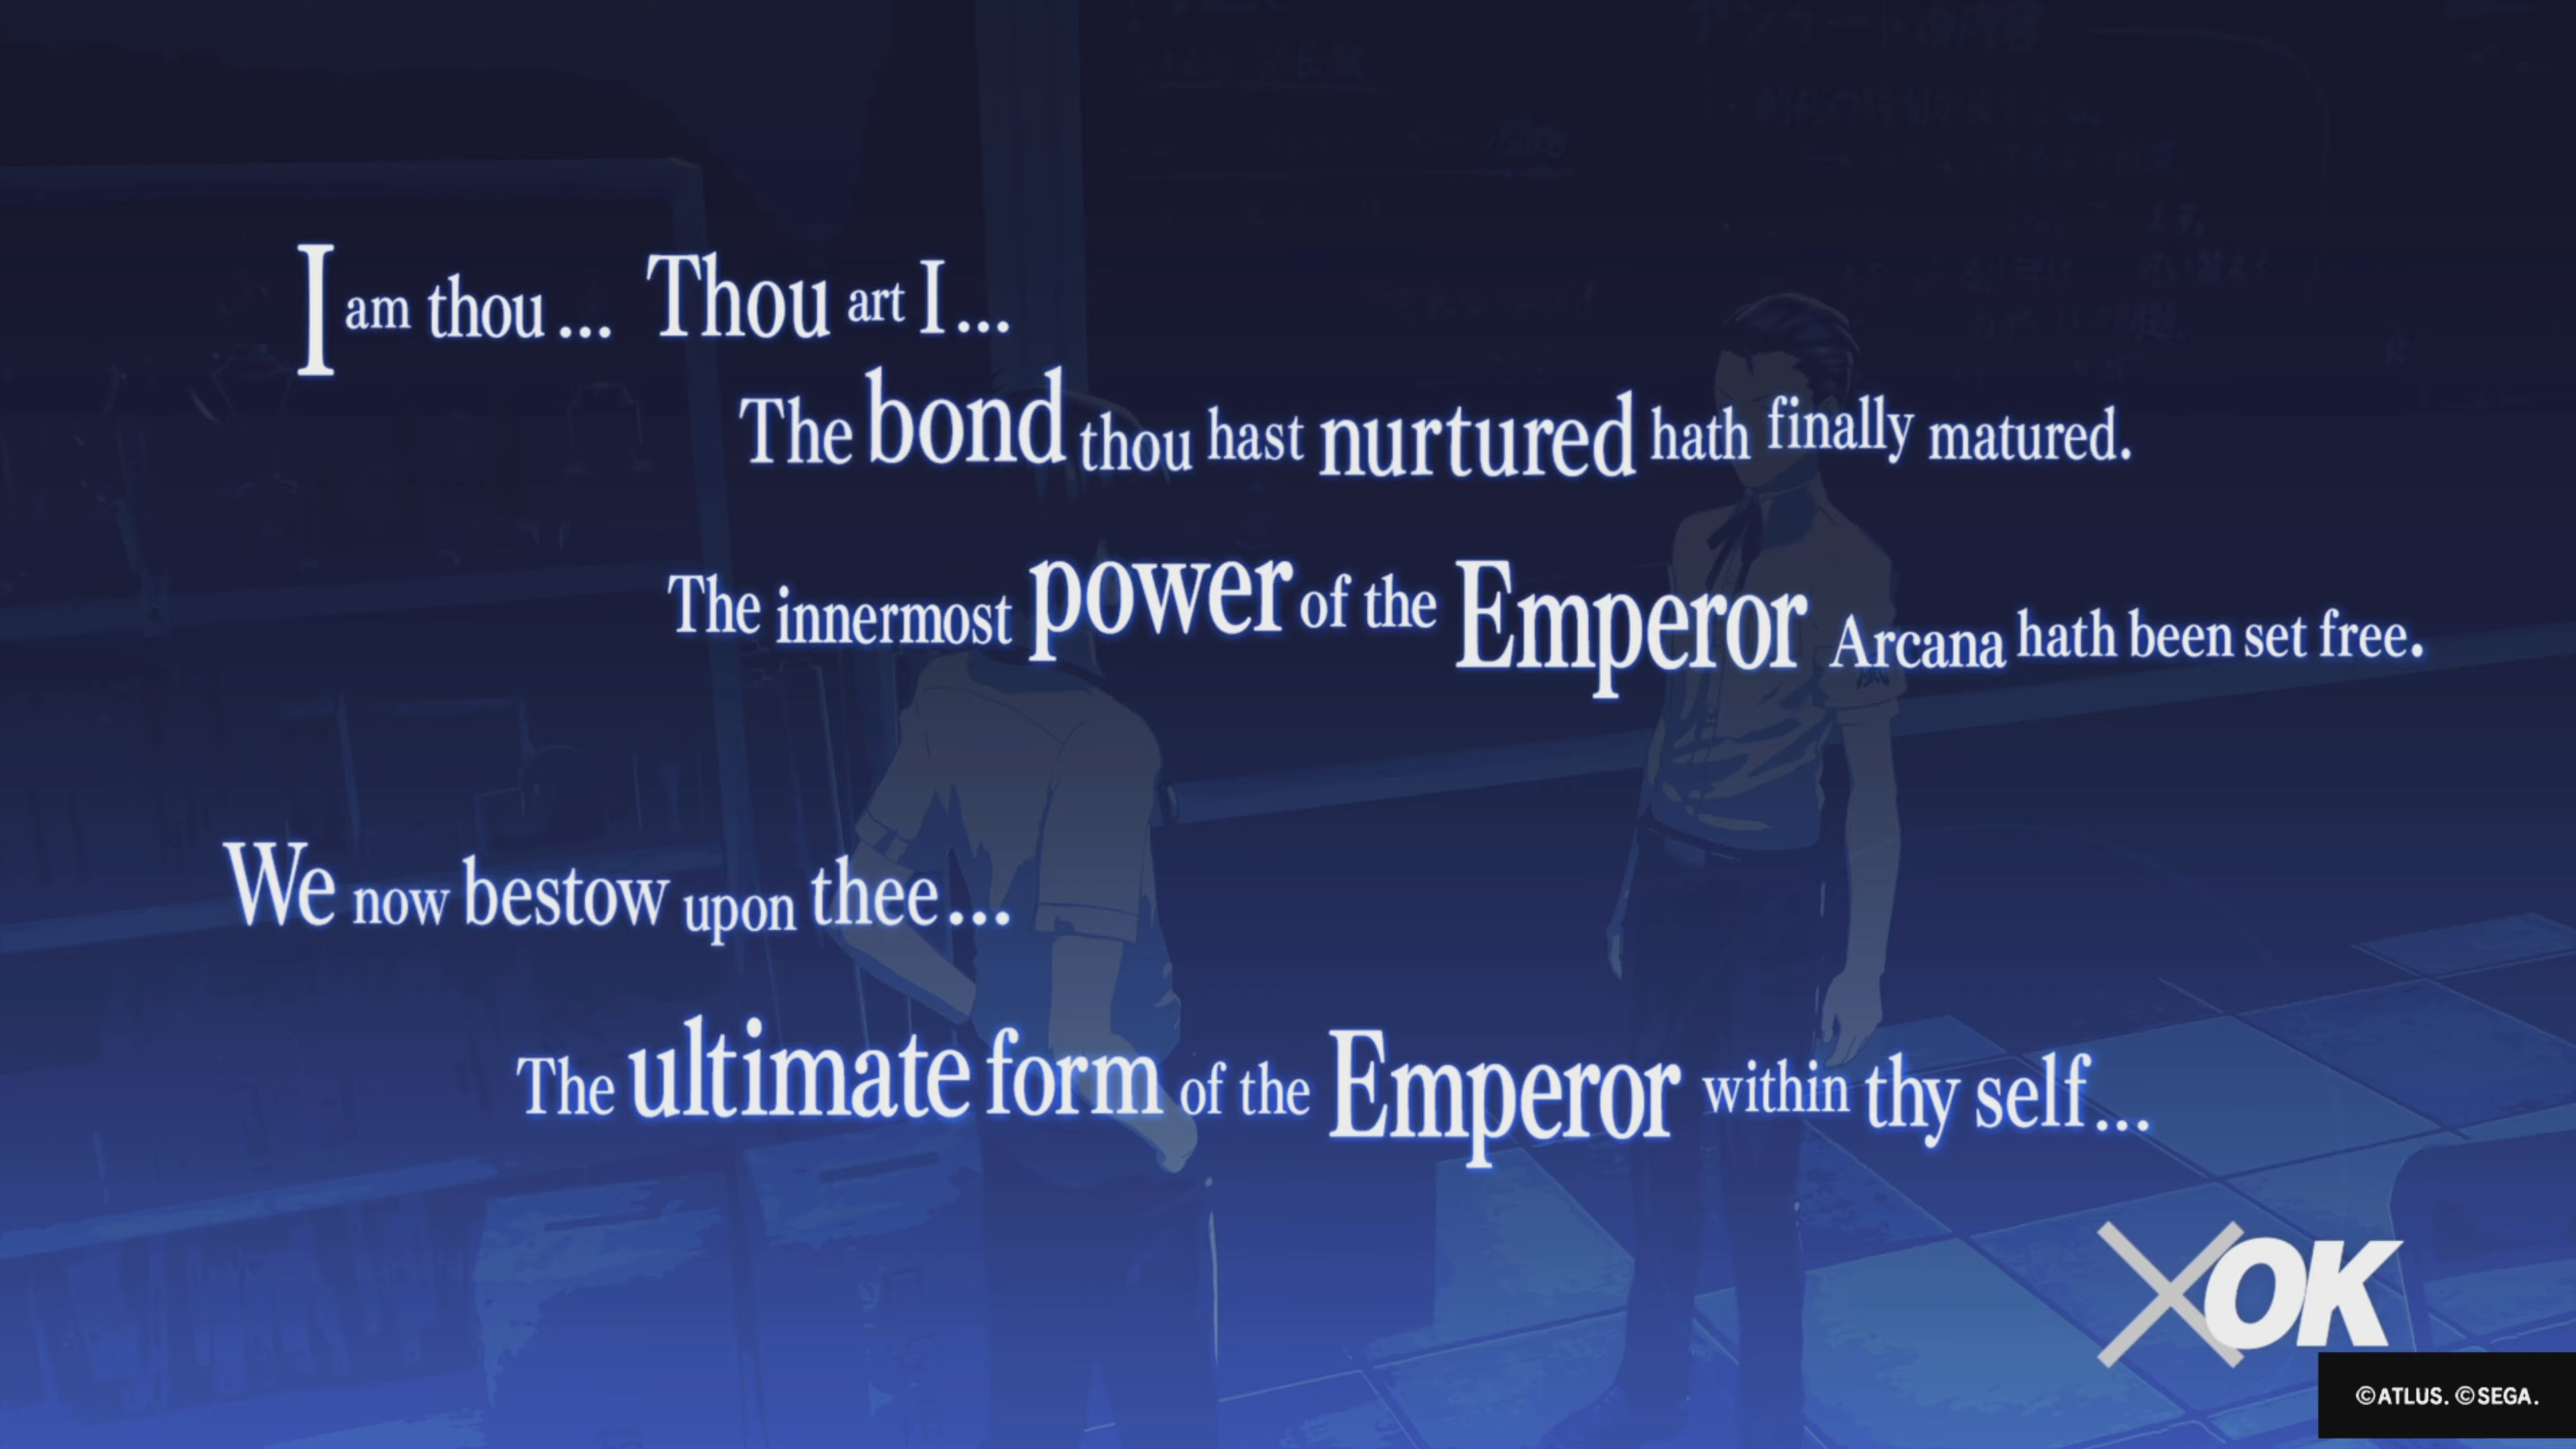 I am thou... Thou art I...
The bond thou hast nurtured hath finally matured.
The innermost power of the Emperor Arcana hath been set free.
We now bestow upon thee...
The ultimate form of the Emperor within thy self...
OK
©ATLUS. ©SEGA.